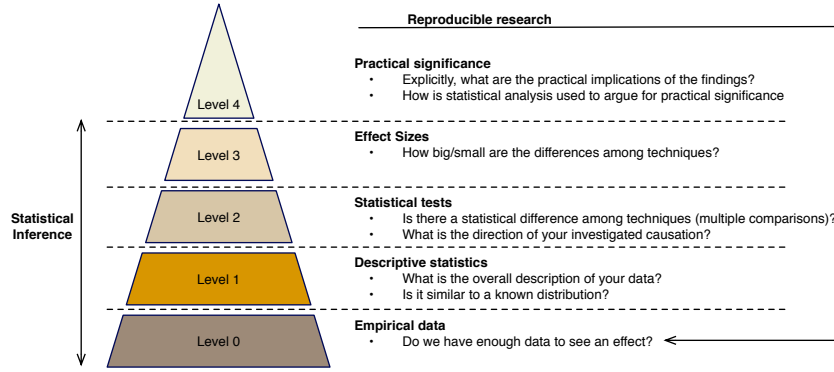 Reproducible research
Practical significance
• Explicitly, what are the practical implications of the findings?
• How is statistical analysis used to argue for practical significance
Level 4
Effect Sizes
• How big/small are the differences among techniques?
Level 3
Statistical tests
• Is there a statistical difference among techniques (multiple comparisons)?
• What is the direction of your investigated causation?
Level 2
Statistical
Inference
Descriptive statistics
• What is the overall description of your data?
• Is it similar to a known distribution?
Level 1
Empirical data
• Do we have enough data to see an effect?
Level 0